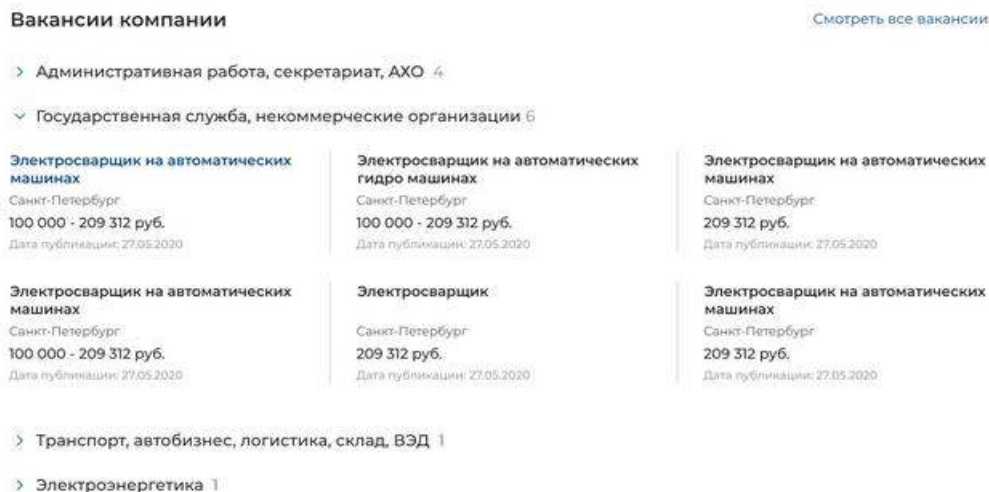 Вакансии компании
Смотреть все вакансии
Административная работа, секретариат, АХО 4
Государственная служба, некоммерческие организации 6
Электросварщик на автоматических
машинах
Санкт-Петербург
100 000 - 209 312 руб.
Дата публикации: 27.05.2020
Электросварщик на автоматических
гидро машинах
Санкт-Петербург
100 000 - 209 312 руб.
Дата публикации: 27.05.2020
Электросварщик на автоматических
машинах
Санкт-Петербург
209 312 руб.
Дата публикации: 27.05.2020
Электросварщик на автоматических
машинах
Санкт-Петербург
100 000 - 209 312 руб.
Дата публикации: 27.05.2020
Электросварщик
Санкт-Петербург
209 312 руб.
Дата публикации: 27.05.2020
Электросварщик на автоматических
машинах
Санкт-Петербург
209 312 руб.
Дата публикации: 27.05.2020
Транспорт, автобизнес, логистика, склад, ВЭД 1
Электроэнергетика 1